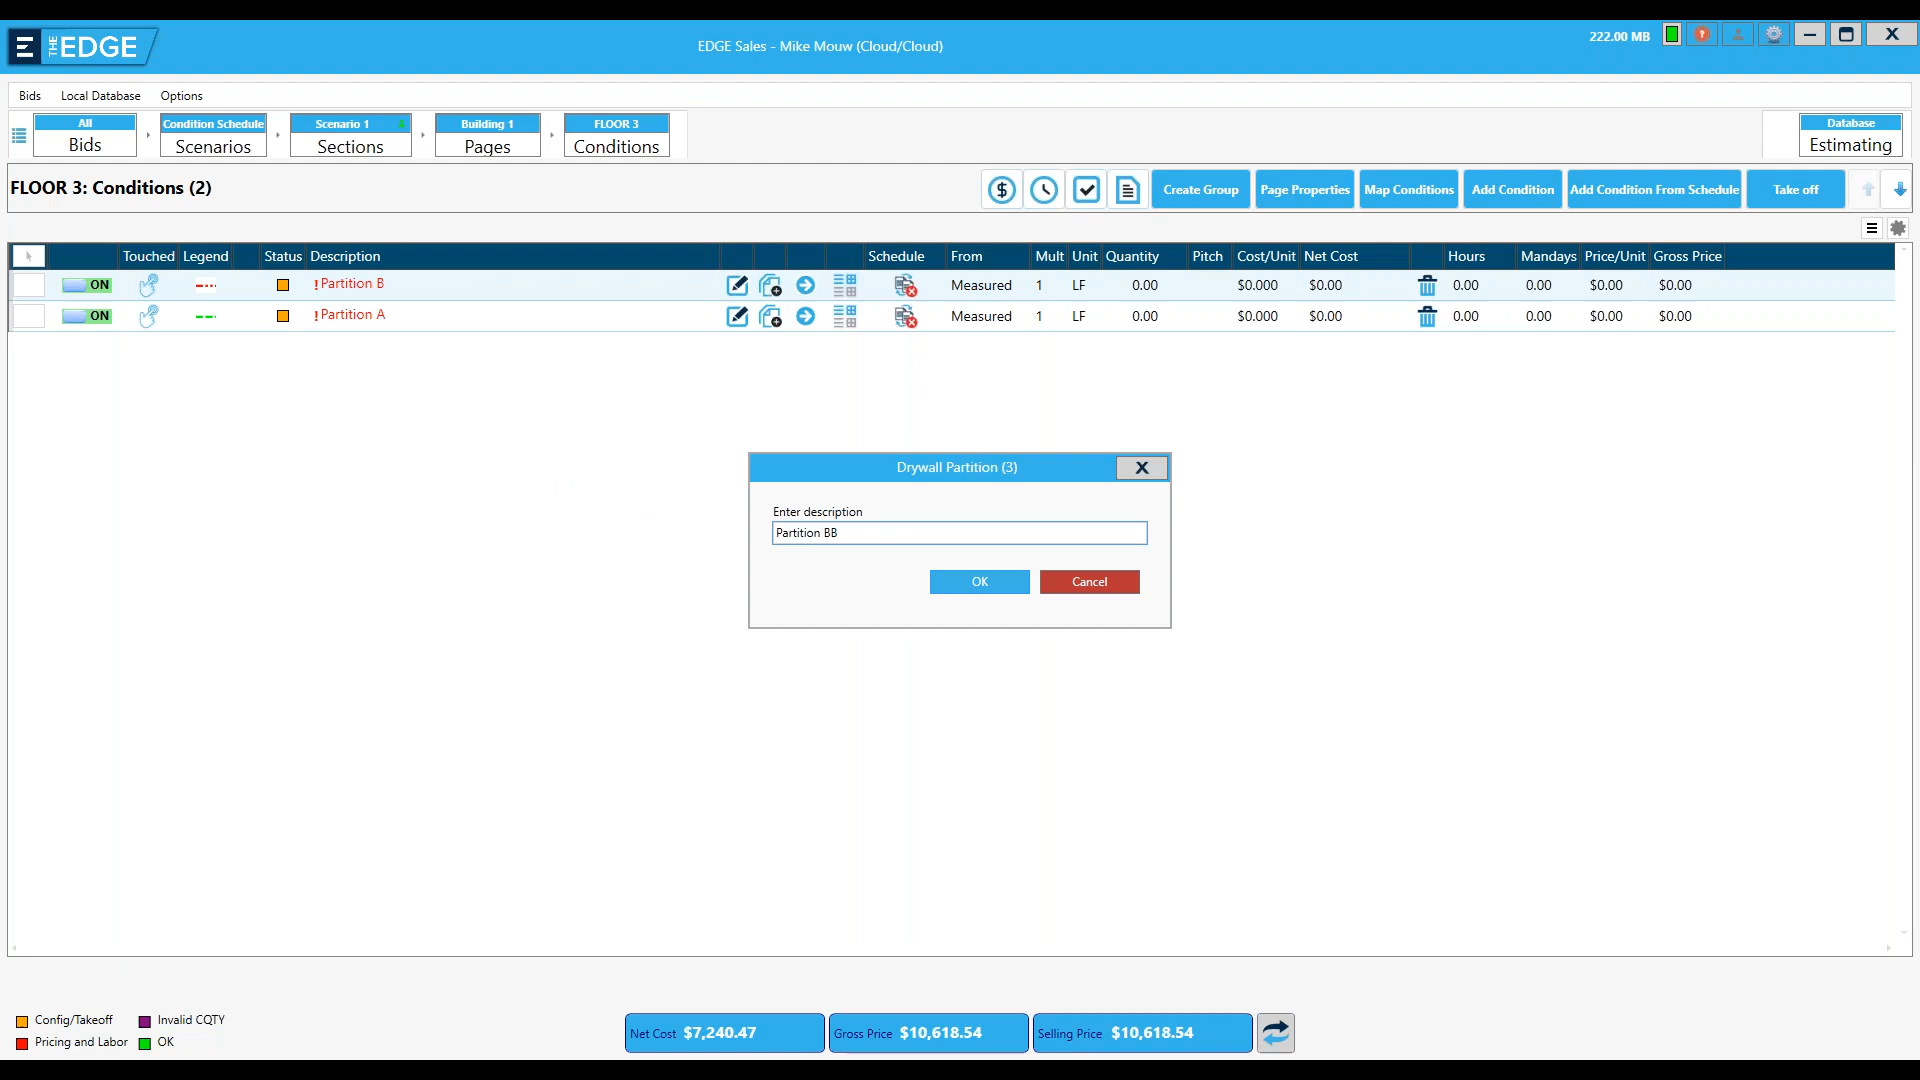 THE EDGE
EDGE Sales - Mike Mouw (Cloud/Cloud)
222.00 MB
?
X
Bids Local Database Options
All
Bids
Condition Schedule
Scenarios
Scenario 1
Sections
Building 1
Pages
FLOOR 3
Conditions
Database
Estimating
FLOOR 3: Conditions (2)
$
Create Group
Page Properties
Map Conditions
Add Condition
Add Condition From Schedule
Take off
Touched Legend Status Description Schedule From Mult Unit Quantity Pitch Cost/Unit Net Cost Hours Mandays Price/Unit Gross Price
ON !Partition B Measured 1 LF 0.00 $0.000 $0.00 0.00 0.00 $0.00 $0.00
ON !Partition A Measured 1 LF 0.00 $0.000 $0.00 0.00 0.00 $0.00 $0.00
Drywall Partition (3)
X
Enter description
Partition BB
OK
Cancel
Config/Takeoff Invalid CQTY
Pricing and Labor OK
Net Cost $7,240.47
Gross Price $10,618.54
Selling Price $10,618.54